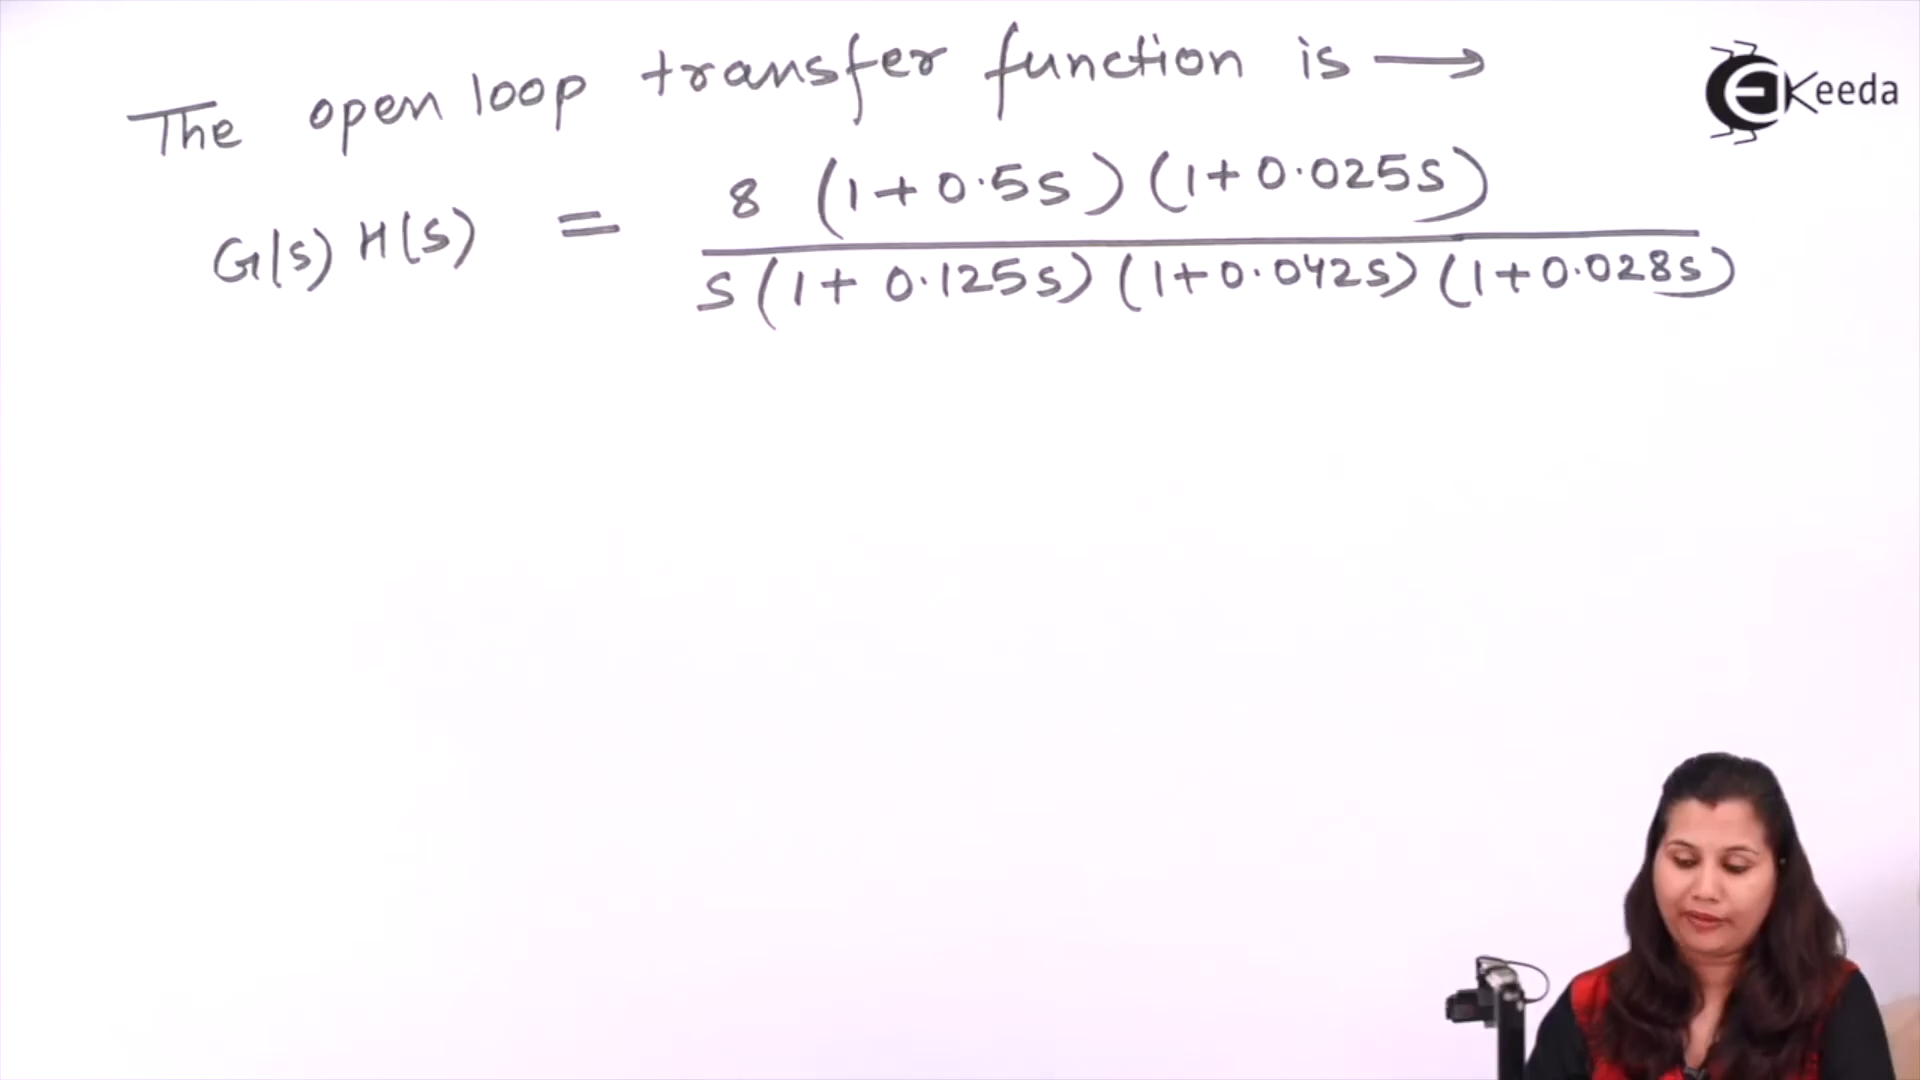 The open loop transfer function is →
Keeda
8 (1+0.5s) (1+0.025s)
G(s) H(s) =
s(1+ 0.125s) (1+0.042s) (1+0.028s)